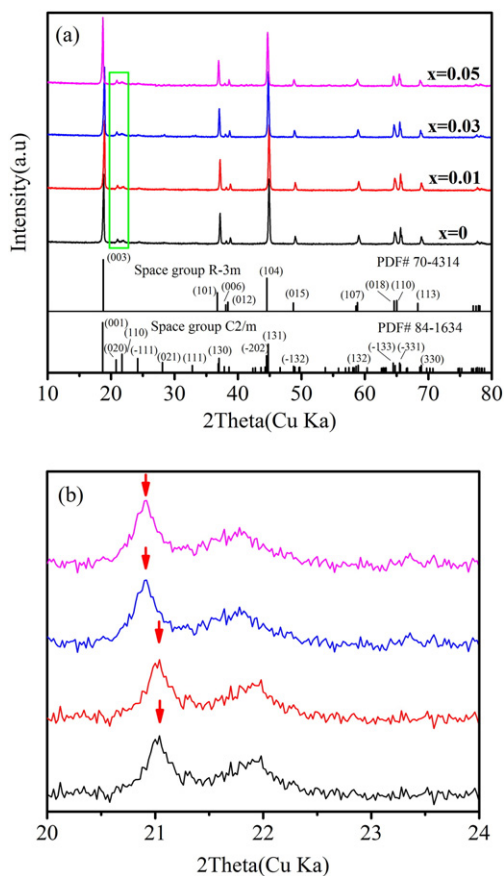 (a)
x=0.05
x=0.03
x=0.01
x=0
Intensity(a.u)
(003)
Space group R-3m
(104)
PDF# 70-4314
(101)
(006)
(012)
(015)
(107)
(018)
(110)
(113)
(001)
Space group C2/m
PDF# 84-1634
(020)
(110)
(-111)
(021)
(111)
(130)
(-202)
(131)
(-132)
(132)
(-133)
(-331)
(330)
10 20 30 40 50 60 70 80
2Theta(Cu Ka)
(b)
20 21 22 23 24
2Theta(Cu Ka)